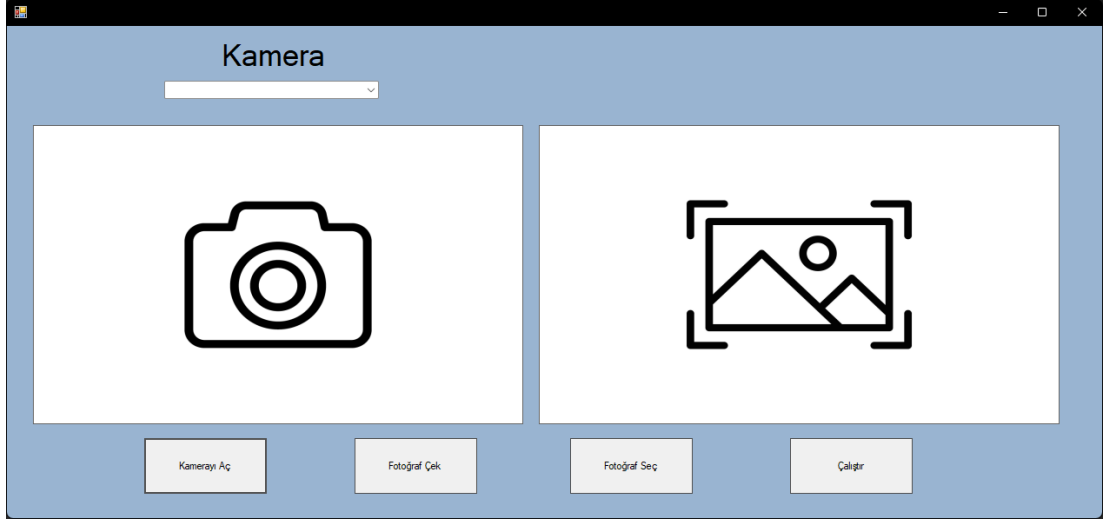 Kamera
Kamerayı Aç
Fotoğraf Çek
Fotoğraf Seç
Çalıştır